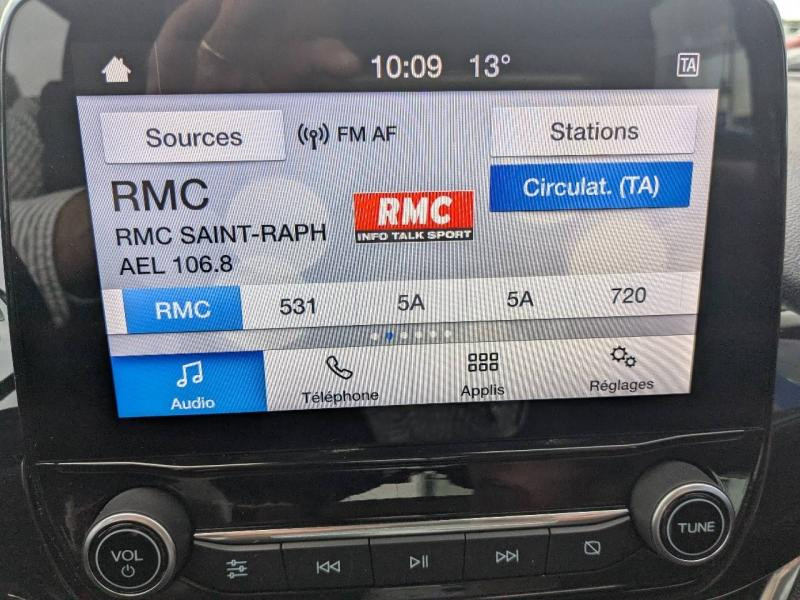 10:09 13° TA
Sources FM AF Stations
RMC
Circulat. (TA)
RMC
INFO TALK SPORT
RMC SAINT-RAPH
AEL 106.8
RMC 531 5A 5A 720
Audio Téléphone Applis Réglages
VOL
TUNE